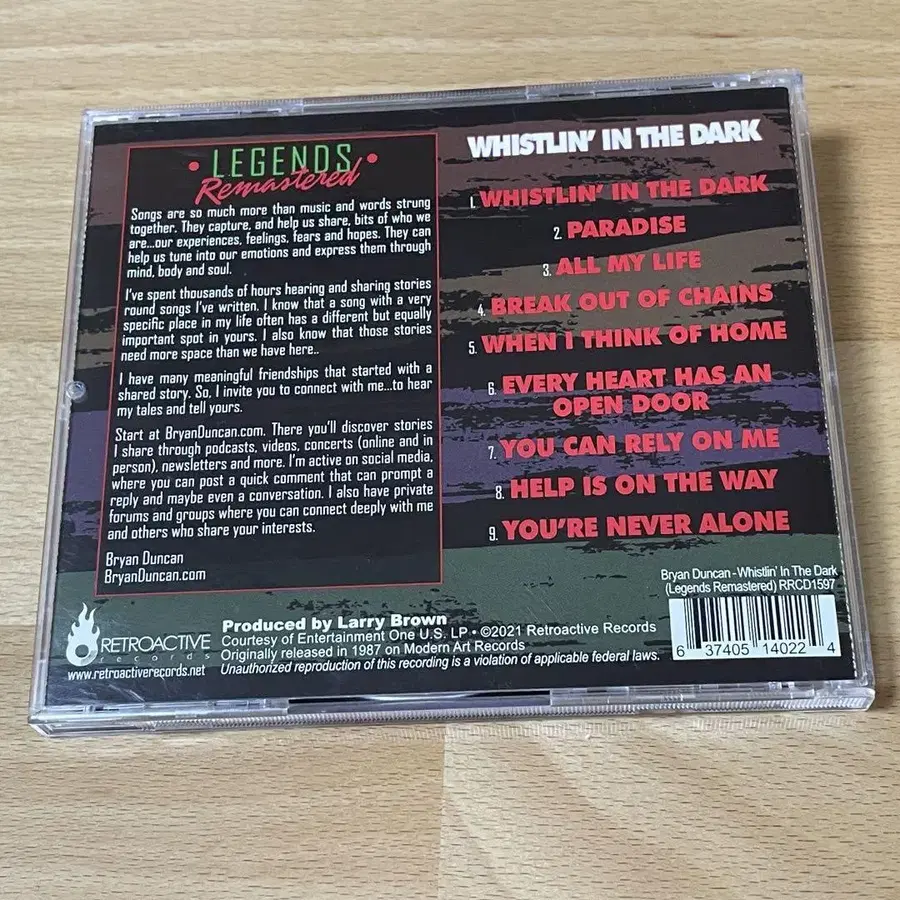 • LEGENDS •
Remastered
Songs are so much more than music and words strung
together. They capture, and help us share, bits of who we
are...our experiences, feelings, fears and hopes. They can
help us tune into our emotions and express them through
mind, body and soul.
I've spent thousands of hours hearing and sharing stories
round songs I've written. I know that a song with a very
specific place in my life often has a different but equally
important spot in yours. I also know that those stories
need more space than we have here..
I have many meaningful friendships that started with a
shared story. So, I invite you to connect with me...to hear
my tales and tell yours.
Start at BryanDuncan.com. There you'll discover stories
I share through podcasts, videos, concerts (online and in
person), newsletters and more. I'm active on social media,
where you can post a quick comment that can prompt a
reply and maybe even a conversation. I also have private
forums and groups where you can connect deeply with me
and others who share your interests.
Bryan Duncan
BryanDuncan.com
WHISTLIN' IN THE DARK
1. WHISTLIN' IN THE DARK
2. PARADISE
3. ALL MY LIFE
4. BREAK OUT OF CHAINS
5. WHEN I THINK OF HOME
6. EVERY HEART HAS AN
OPEN DOOR
7. YOU CAN RELY ON ME
8. HELP IS ON THE WAY
9. YOU'RE NEVER ALONE
Bryan Duncan - Whistlin' In The Dark
(Legends Remastered) RRCD1597
6 37405 14022 4
RETROACTIVE
records
www.retroactiverecords.net
Produced by Larry Brown
Courtesy of Entertainment One U.S. LP • ©2021 Retroactive Records
Originally released in 1987 on Modern Art Records
Unauthorized reproduction of this recording is a violation of applicable federal laws.